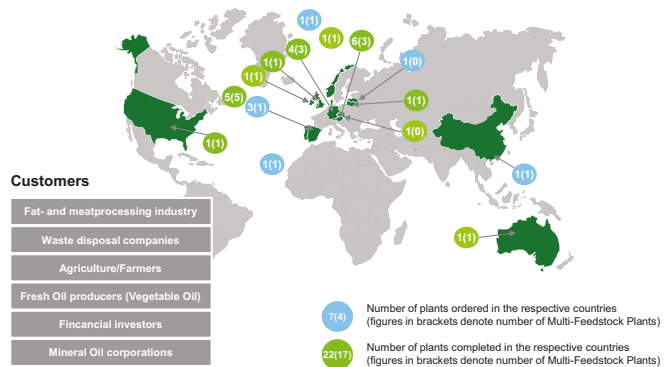 1(1)
1(1)
6(3)
4(3)
1(1)
1(0)
1(1)
5(5)
3(1)
1(1)
1(1)
1(0)
1(1)
1(1)
Customers
Fat- and meatprocessing industry
Waste disposal companies
Agriculture/Farmers
Fresh Oil producers (Vegetable Oil)
Fincancial investors
Mineral Oil corporations
1(1)
7(4)
Number of plants ordered in the respective countries
(figures in brackets denote number of Multi-Feedstock Plants)
22(17)
Number of plants completed in the respective countries
(figures in brackets denote number of Multi-Feedstock Plants)